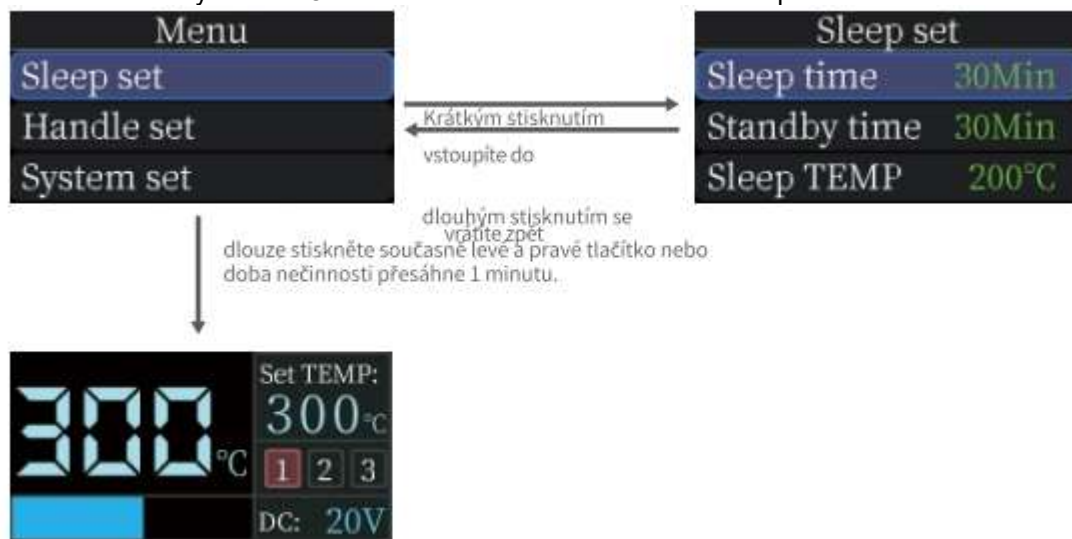 Menu
Sleep set
Handle set
System set
Krátkým stisknutím
vstoupíte do
dlouhým stisknutím se
vrátíte zpět
Sleep set
Sleep time 30Min
Standby time 30Min
Sleep TEMP 200°C
dlouze stiskněte současně levé a pravé tlačítko nebo
doba nečinnosti přesáhne 1 minutu.
300°C
Set TEMP:
300°C
1 2 3
DC: 20V